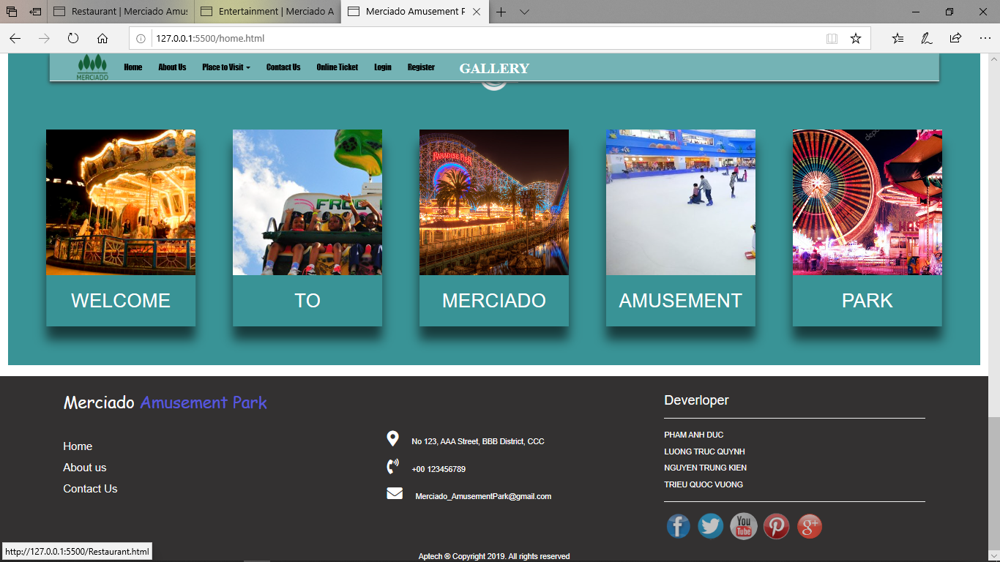 Restaurant | Merciado Amus
Entertainment | Merciado A
Merciado Amusement P
127.0.0.1:5500/home.html
MERCIADO
Home About Us Place to Visit Contact Us Online Ticket Login Register GALLERY
PARADISE PIER
WELCOME TO MERCIADO AMUSEMENT PARK
Merciado Amusement Park
Home
About us
Contact Us
No 123, AAA Street, BBB District, CCC
+00 123456789
Merciado_AmusementPark@gmail.com
Deverloper
PHAM ANH DUC
LUONG TRUC QUYNH
NGUYEN TRUNG KIEN
TRIEU QUOC VUONG
You Tube
http://127.0.0.1:5500/Restaurant.html
Aptech ® Copyright 2019. All rights reserved